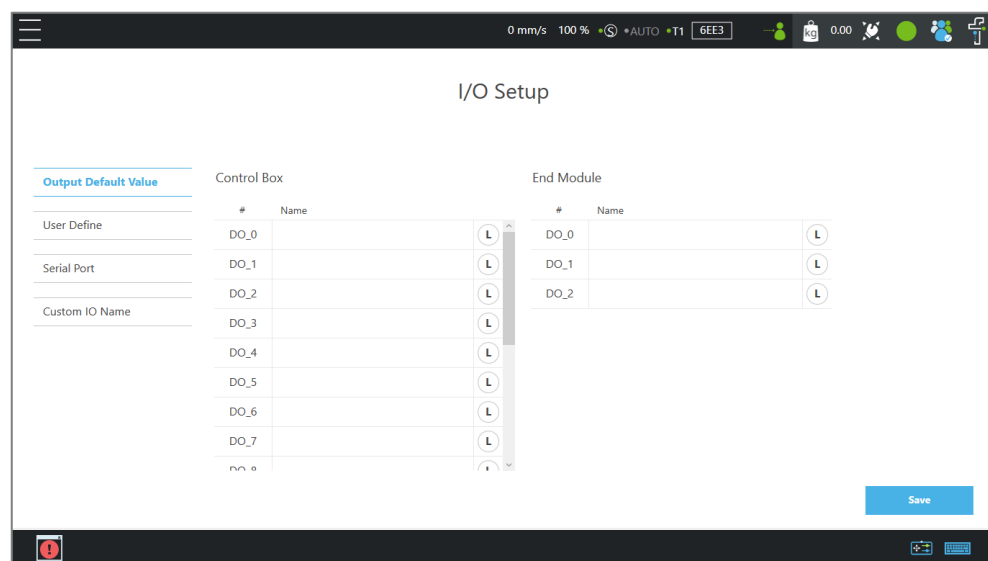 0 mm/s 100 % S AUTO T1 6EE3 kg 0.00
I/O Setup
Output Default Value
User Define
Serial Port
Custom IO Name
Control Box
# Name
DO_0 L
DO_1 L
DO_2 L
DO_3 L
DO_4 L
DO_5 L
DO_6 L
DO_7 L
DO_8 L
End Module
# Name
DO_0 L
DO_1 L
DO_2 L
Save